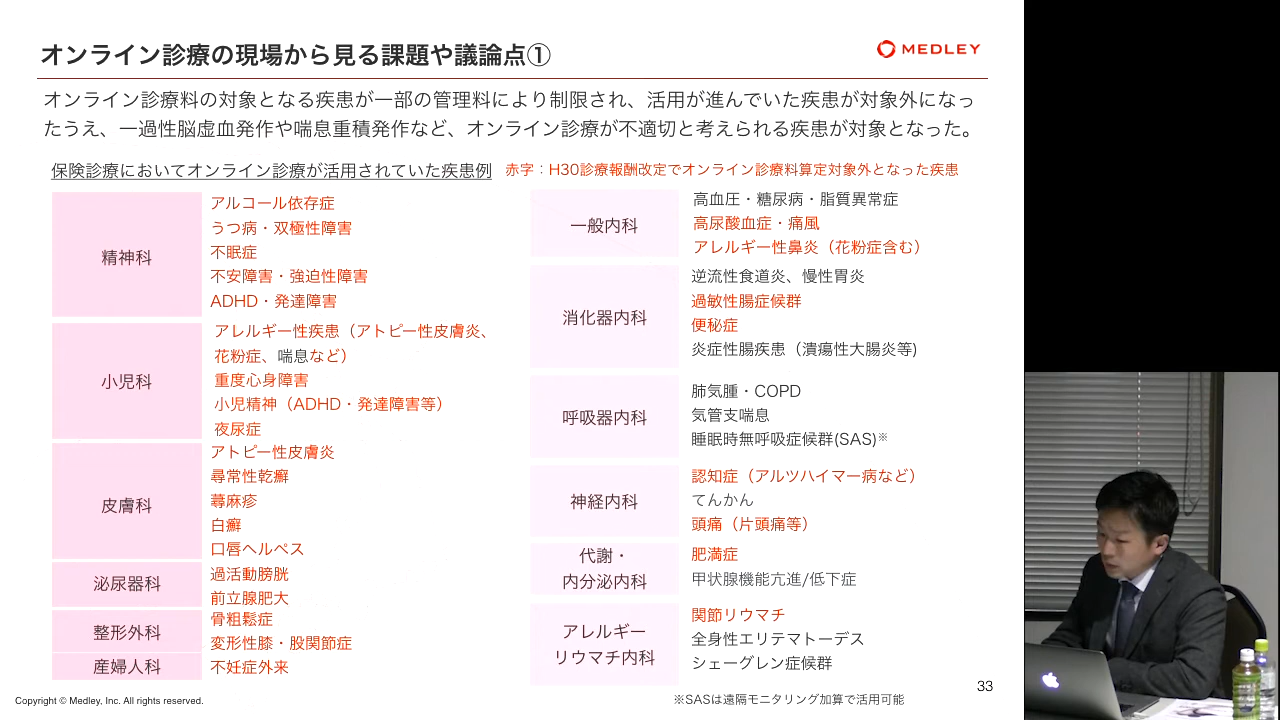 オンライン診療の現場から見る課題や議論点①
MEDLEY
オンライン診療料の対象となる疾患が一部の管理料により制限され、活用が進んでいた疾患が対象外になっ
たうえ、一過性脳虚血発作や喘息重積発作など、オンライン診療が不適切と考えられる疾患が対象となった。
保険診療においてオンライン診療が活用されていた疾患例
赤字：H30診療報酬改定でオンライン診療料算定対象外となった疾患
精神科
アルコール依存症
うつ病・双極性障害
不眠症
不安障害・強迫性障害
ADHD・発達障害
小児科
アレルギー性疾患（アトピー性皮膚炎、
花粉症、喘息など）
重度心身障害
小児精神（ADHD・発達障害等）
夜尿症
皮膚科
アトピー性皮膚炎
尋常性乾癬
蕁麻疹
白癬
口唇ヘルペス
泌尿器科
過活動膀胱
前立腺肥大
整形外科
骨粗鬆症
変形性膝・股関節症
産婦人科
不妊症外来
一般内科
高血圧・糖尿病・脂質異常症
高尿酸血症・痛風
アレルギー性鼻炎（花粉症含む）
消化器内科
逆流性食道炎、慢性胃炎
過敏性腸症候群
便秘症
炎症性腸疾患（潰瘍性大腸炎等)
呼吸器内科
肺気腫・COPD
気管支喘息
睡眠時無呼吸症候群(SAS)※
神経内科
認知症（アルツハイマー病など）
てんかん
頭痛（片頭痛等）
代謝・
内分泌内科
肥満症
甲状腺機能亢進/低下症
アレルギー
リウマチ内科
関節リウマチ
全身性エリテマトーデス
シェーグレン症候群
※SASは遠隔モニタリング加算で活用可能
33
Copyright © Medley, Inc. All rights reserved.